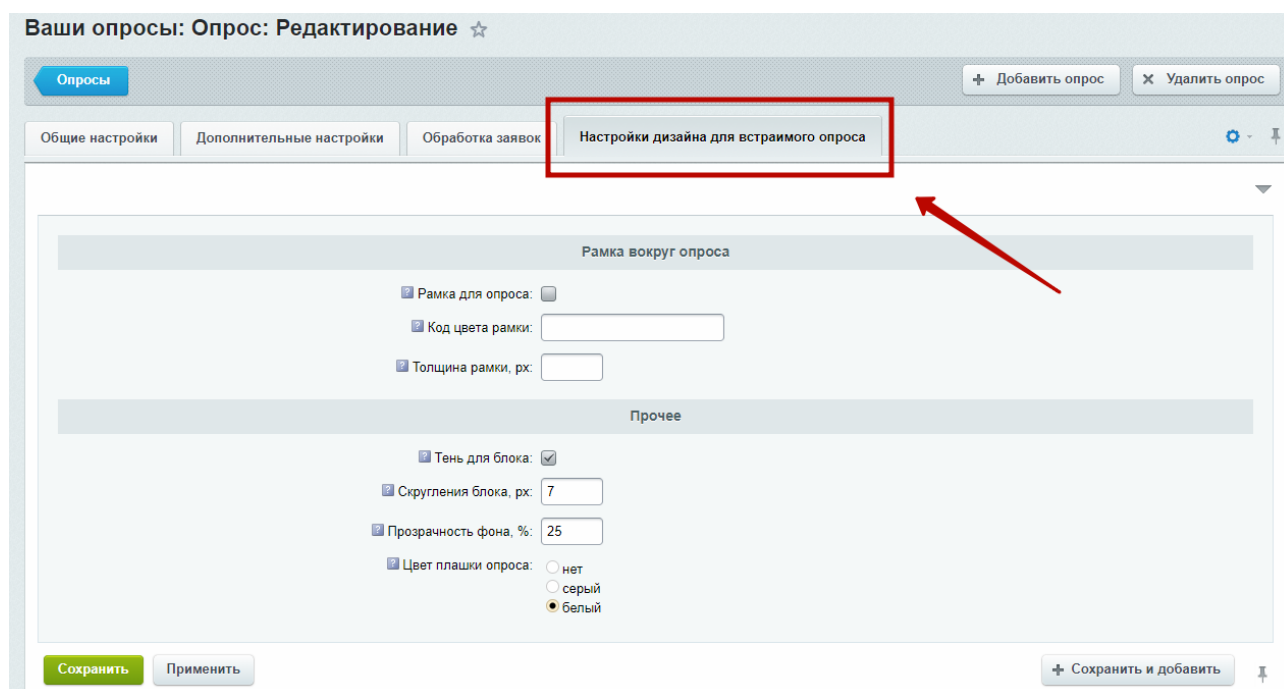 Ваши опросы: Опрос: Редактирование
Опросы
Добавить опрос
Удалить опрос
Общие настройки
Дополнительные настройки
Обработка заявок
Настройки дизайна для встраимого опроса
Рамка вокруг опроса
Рамка для опроса:
Код цвета рамки:
Толщина рамки, px:
Прочее
Тень для блока:
Скругления блока, px: 7
Прозрачность фона, %: 25
Цвет плашки опроса: нет
серый
белый
Сохранить
Применить
Сохранить и добавить